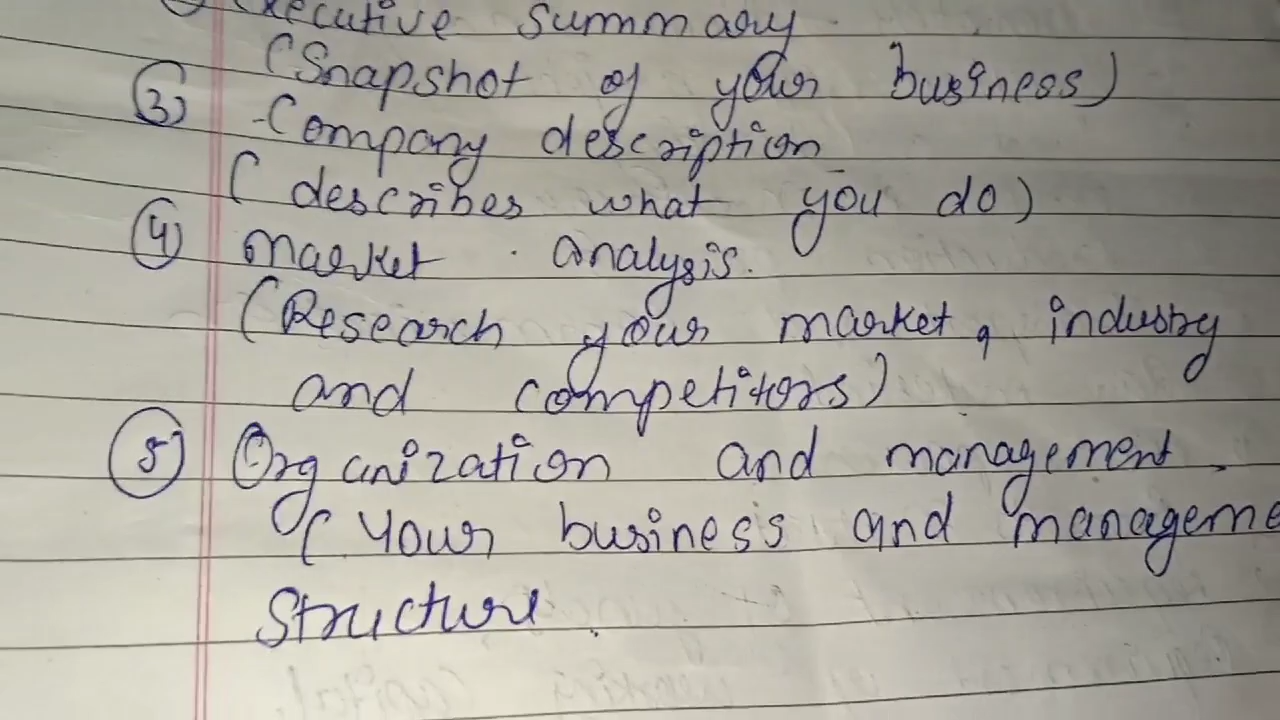 Executive Summary
(Snapshot of your business)
3) Company description
( describes what you do)
4) market analysis.
(Research your market, industry
and competitors)
5) Organization and management.
( Your business and manageme
Structure.